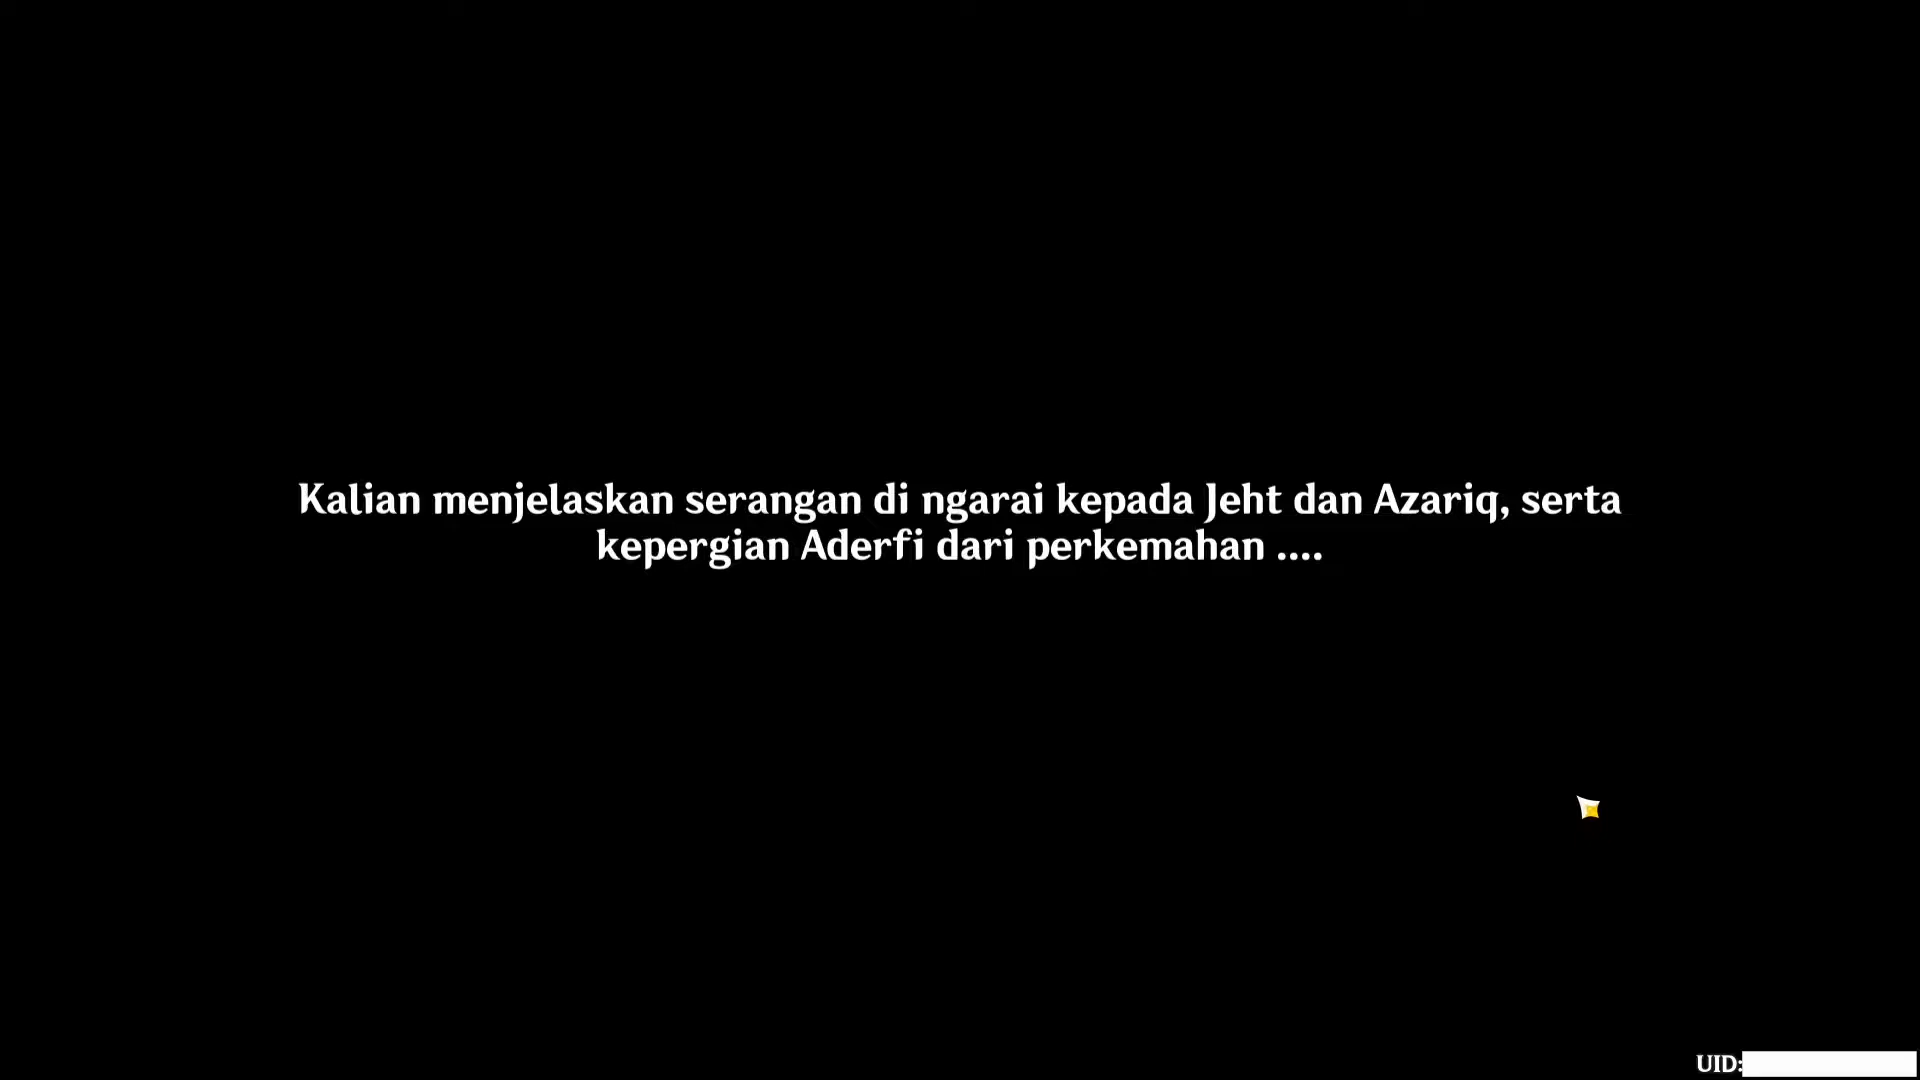 Kalian menjelaskan serangan di ngarai kepada Jeht dan Azariq, serta
kepergian Aderfi dari perkemahan ....
UID: